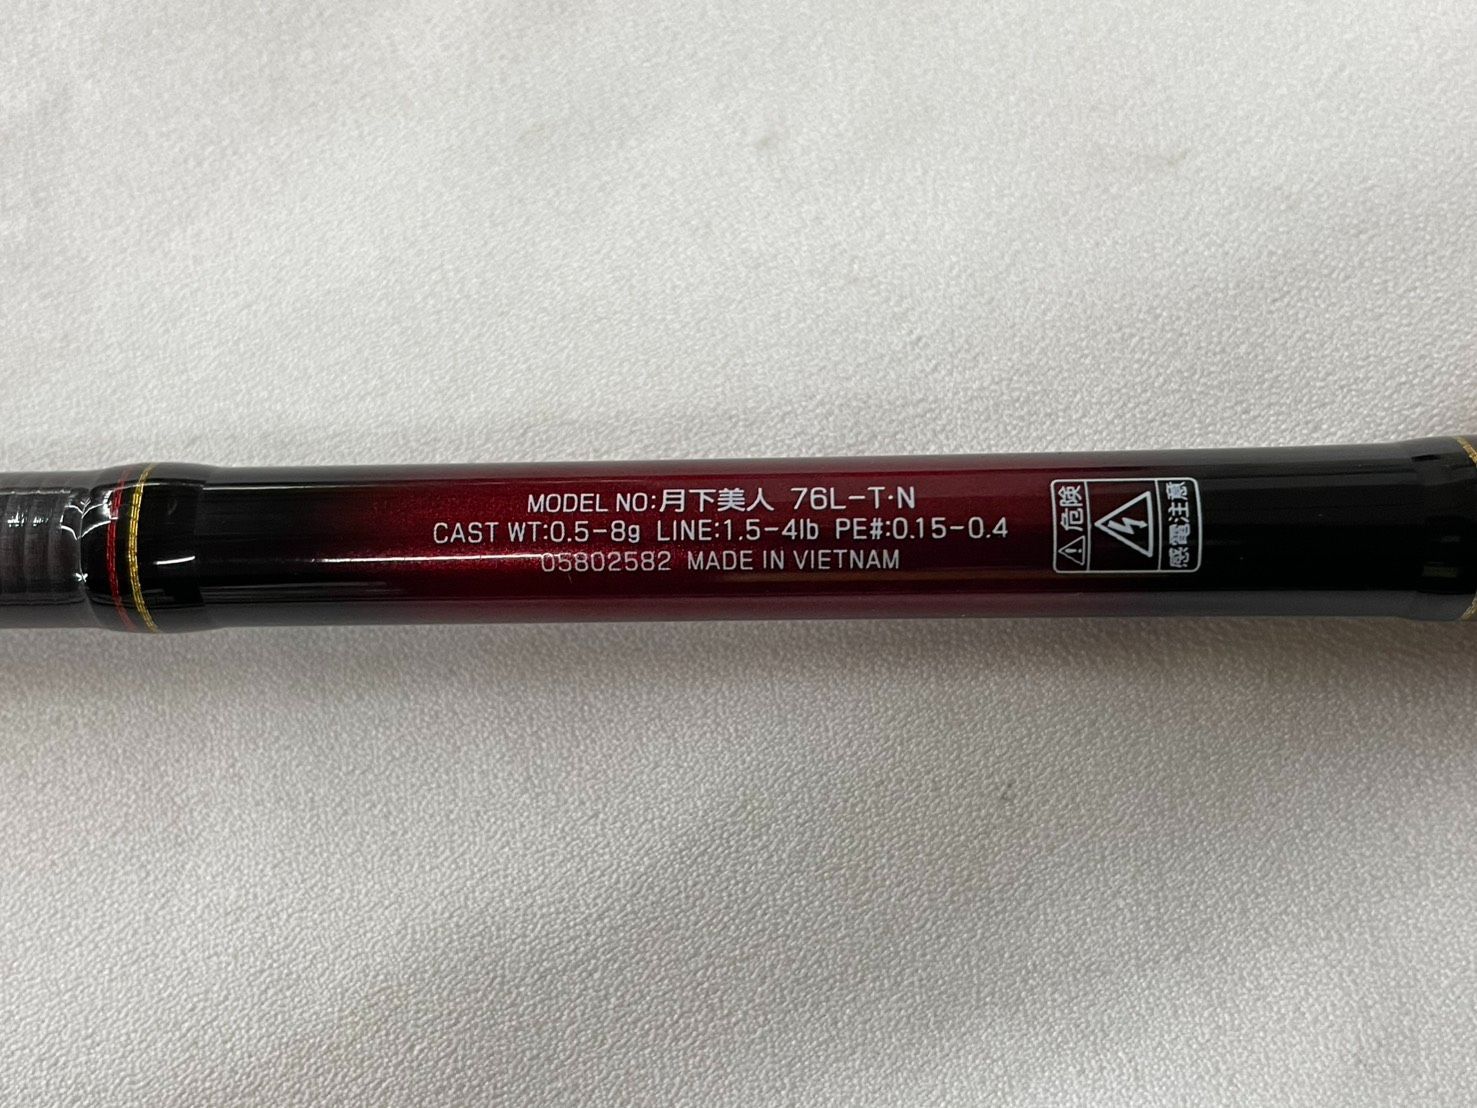 MODEL NO:月下美人 76L-T·N
CAST WT:0.5-8g LINE:1.5-4lb PE#:0.15-0.4
05802582 MADE IN VIETNAM
危険
感電注意